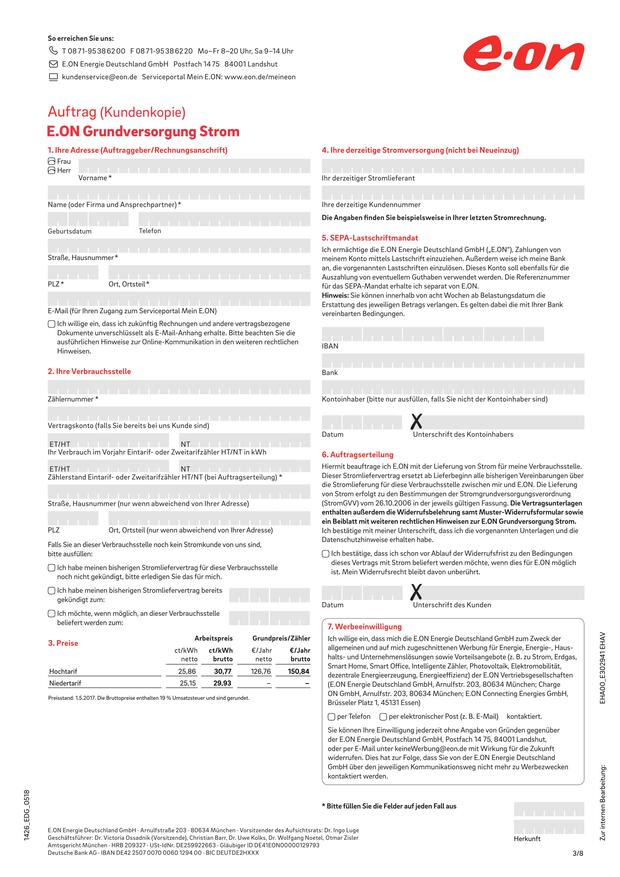 So erreichen Sie uns:
T 0871-95386200 F 0871-95386220 Mo–Fr 8–20 Uhr, Sa 9–14 Uhr
E.ON Energie Deutschland GmbH Postfach 1475 84001 Landshut
kundenservice@eon.de Serviceportal Mein E.ON: www.eon.de/meineon
e·on
Auftrag (Kundenkopie)
E.ON Grundversorgung Strom
1. Ihre Adresse (Auftraggeber/Rechnungsanschrift)
Frau
Herr
Vorname*
Name (oder Firma und Ansprechpartner)*
Geburtsdatum Telefon
Straße, Hausnummer*
PLZ* Ort, Ortsteil*
E-Mail (für Ihren Zugang zum Serviceportal Mein E.ON)
Ich willige ein, dass ich zukünftig Rechnungen und andere vertragsbezogene
Dokumente unverschlüsselt als E-Mail-Anhang erhalte. Bitte beachten Sie die
ausführlichen Hinweise zur Online-Kommunikation in den weiteren rechtlichen
Hinweisen.
2. Ihre Verbrauchsstelle
Zählernummer *
Vertragskonto (falls Sie bereits bei uns Kunde sind)
ET/HT NT
Ihr Verbrauch im Vorjahr Eintarif- oder Zweitarifzähler HT/NT in kWh
ET/HT NT
Zählerstand Eintarif- oder Zweitarifzähler HT/NT (bei Auftragserteilung) *
Straße, Hausnummer (nur wenn abweichend von Ihrer Adresse)
PLZ Ort, Ortsteil (nur wenn abweichend von Ihrer Adresse)
Falls Sie an dieser Verbrauchsstelle noch kein Stromkunde von uns sind,
bitte ausfüllen:
Ich habe meinen bisherigen Stromliefervertrag für diese Verbrauchsstelle
noch nicht gekündigt, bitte erledigen Sie das für mich.
Ich habe meinen bisherigen Stromliefervertrag bereits
gekündigt zum:
Ich möchte, wenn möglich, an dieser Verbrauchsstelle
beliefert werden zum:
3. Preise Arbeitspreis Grundpreis/Zähler
ct/kWh ct/kWh €/Jahr €/Jahr
netto brutto netto brutto
Hochtarif 25,86 30,77 126,76 150,84
Niedertarif 25,15 29,93 – –
Preisstand: 1.5.2017. Die Bruttopreise enthalten 19 % Umsatzsteuer und sind gerundet.
4. Ihre derzeitige Stromversorgung (nicht bei Neueinzug)
Ihr derzeitiger Stromlieferant
Ihre derzeitige Kundennummer
Die Angaben finden Sie beispielsweise in Ihrer letzten Stromrechnung.
5. SEPA-Lastschriftmandat
Ich ermächtige die E.ON Energie Deutschland GmbH („E.ON“), Zahlungen von
meinem Konto mittels Lastschrift einzuziehen. Außerdem weise ich meine Bank
an, die vorgenannten Lastschriften einzulösen. Dieses Konto soll ebenfalls für die
Auszahlung von eventuellem Guthaben verwendet werden. Die Referenznummer
für das SEPA-Mandat erhalte ich separat von E.ON.
Hinweis: Sie können innerhalb von acht Wochen ab Belastungsdatum die
Erstattung des jeweiligen Betrags verlangen. Es gelten dabei die mit Ihrer Bank
vereinbarten Bedingungen.
IBAN
Bank
Kontoinhaber (bitte nur ausfüllen, falls Sie nicht der Kontoinhaber sind)
X
Datum Unterschrift des Kontoinhabers
6. Auftragserteilung
Hiermit beauftrage ich E.ON mit der Lieferung von Strom für meine Verbrauchsstelle.
Dieser Stromliefervertrag ersetzt ab Lieferbeginn alle bisherigen Vereinbarungen über
die Stromlieferung für diese Verbrauchsstelle zwischen mir und E.ON. Die Lieferung
von Strom erfolgt zu den Bestimmungen der Stromgrundversorgungsverordnung
(StromGVV) vom 26.10.2006 in der jeweils gültigen Fassung. Die Vertragsunterlagen
enthalten außerdem die Widerrufsbelehrung samt Muster-Widerrufsformular sowie
ein Beiblatt mit weiteren rechtlichen Hinweisen zur E.ON Grundversorgung Strom.
Ich bestätige mit meiner Unterschrift, dass ich die vorgenannten Unterlagen und die
Datenschutzhinweise erhalten habe.
Ich bestätige, dass ich schon vor Ablauf der Widerrufsfrist zu den Bedingungen
dieses Vertrags mit Strom beliefert werden möchte, wenn dies für E.ON möglich
ist. Mein Widerrufsrecht bleibt davon unberührt.
X
Datum Unterschrift des Kunden
7. Werbeeinwilligung
Ich willige ein, dass mich die E.ON Energie Deutschland GmbH zum Zweck der
allgemeinen und auf mich zugeschnittenen Werbung für Energie, Energie-, Haus-
halts- und Unternehmenslösungen sowie Vorteilsangebote (z. B. zu Strom, Erdgas,
Smart Home, Smart Office, Intelligente Zähler, Photovoltaik, Elektromobilität,
dezentrale Energieerzeugung, Energieeffizienz) der E.ON Vertriebsgesellschaften
(E.ON Energie Deutschland GmbH, Arnulfstr. 203, 80634 München; Charge
ON GmbH, Arnulfstr. 203, 80634 München; E.ON Connecting Energies GmbH,
Brüsseler Platz 1, 45131 Essen)
per Telefon per elektronischer Post (z. B. E-Mail) kontaktiert.
Sie können Ihre Einwilligung jederzeit ohne Angabe von Gründen gegenüber
der E.ON Energie Deutschland GmbH, Postfach 14 75, 84001 Landshut,
oder per E-Mail unter keineWerbung@eon.de mit Wirkung für die Zukunft
widerrufen. Dies hat zur Folge, dass Sie von der E.ON Energie Deutschland
GmbH über den jeweiligen Kommunikationsweg nicht mehr zu Werbezwecken
kontaktiert werden.
* Bitte füllen Sie die Felder auf jeden Fall aus
Herkunft
E.ON Energie Deutschland GmbH · Arnulfstraße 203 · 80634 München · Vorsitzender des Aufsichtsrats: Dr. Ingo Luge
Geschäftsführer: Dr. Victoria Ossadnik (Vorsitzende), Christian Barr, Dr. Uwe Kolks, Dr. Wolfgang Noetel, Otmar Zisler
Amtsgericht München · HRB 209327 · USt-IdNr. DE259922663 · Gläubiger ID DE41EON00000129793
Deutsche Bank AG · IBAN DE42 2507 0070 0060 1294 00 · BIC DEUTDE2HXXX
3/8
1426_EDG_0518
EHA00_E302941 EHAV
Zur internen Bearbeitung: